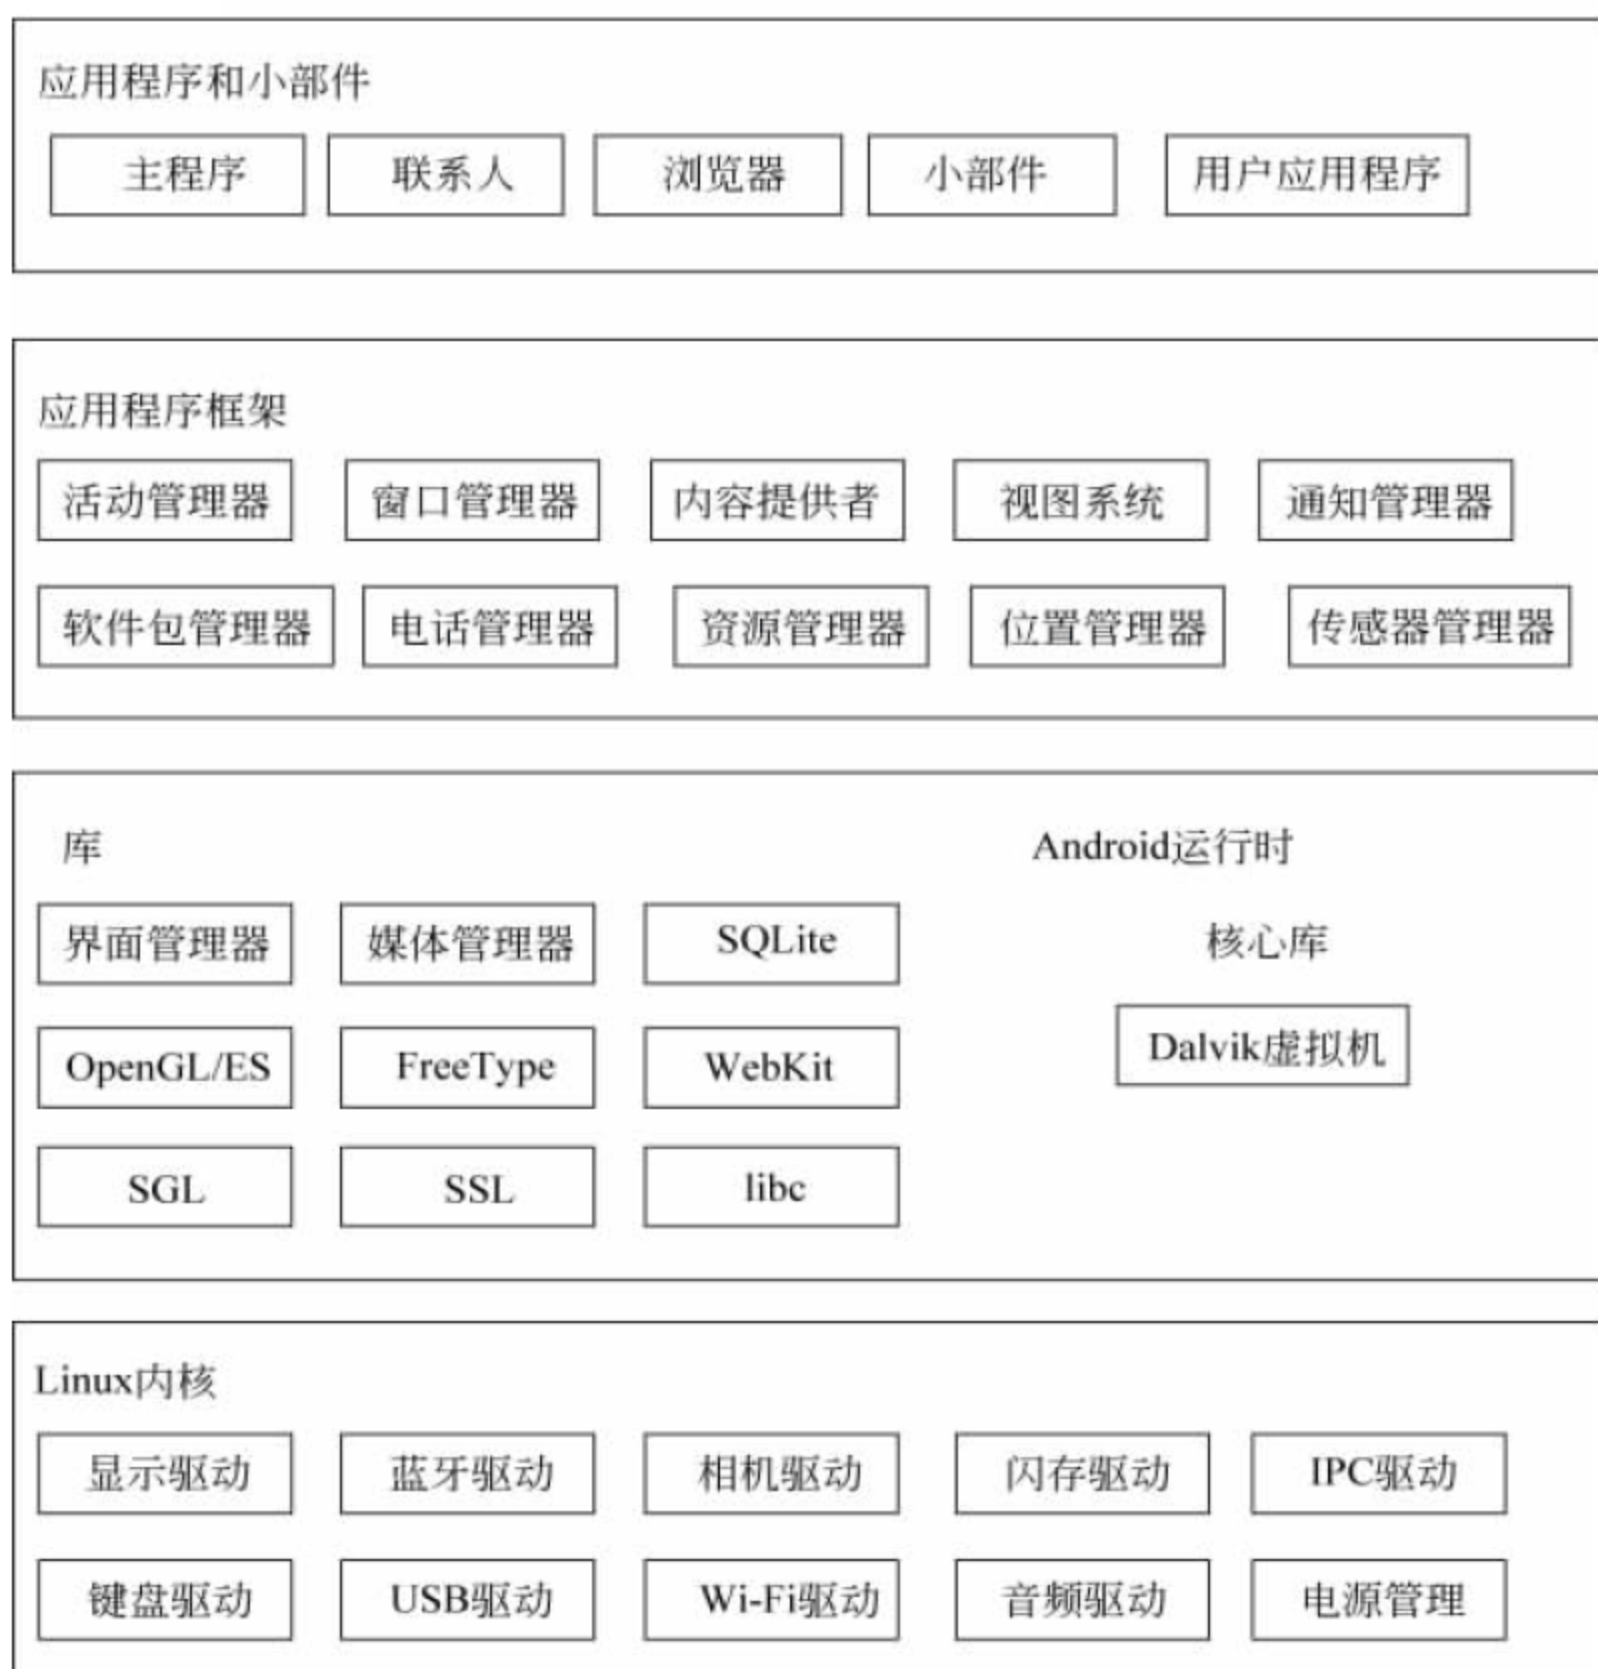 应用程序和小部件
主程序 联系人 浏览器 小部件 用户应用程序
应用程序框架
活动管理器 窗口管理器 内容提供者 视图系统 通知管理器
软件包管理器 电话管理器 资源管理器 位置管理器 传感器管理器
库 Android运行时
界面管理器 媒体管理器 SQLite 核心库
OpenGL/ES FreeType WebKit Dalvik虚拟机
SGL SSL libc
Linux内核
显示驱动 蓝牙驱动 相机驱动 闪存驱动 IPC驱动
键盘驱动 USB驱动 Wi-Fi驱动 音频驱动 电源管理